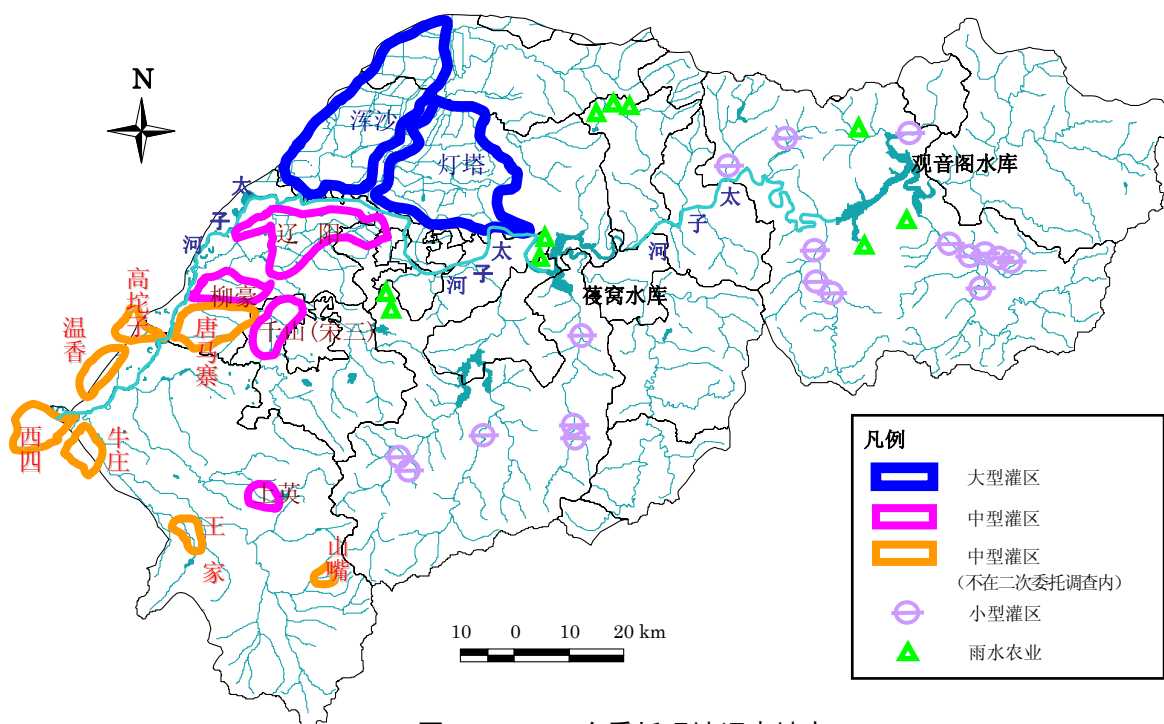 N
浑沙
灯塔
太
子
河
辽阳
太
子
河
太
子
河
观音阁水库
葠窝水库
高坨子
柳壕
温香
唐马寨
千山(宋三)
西四
牛庄
上英
王家
山嘴
10 0 10 20 km
凡例
大型灌区
中型灌区
中型灌区
(不在二次委托调查内)
小型灌区
雨水农业